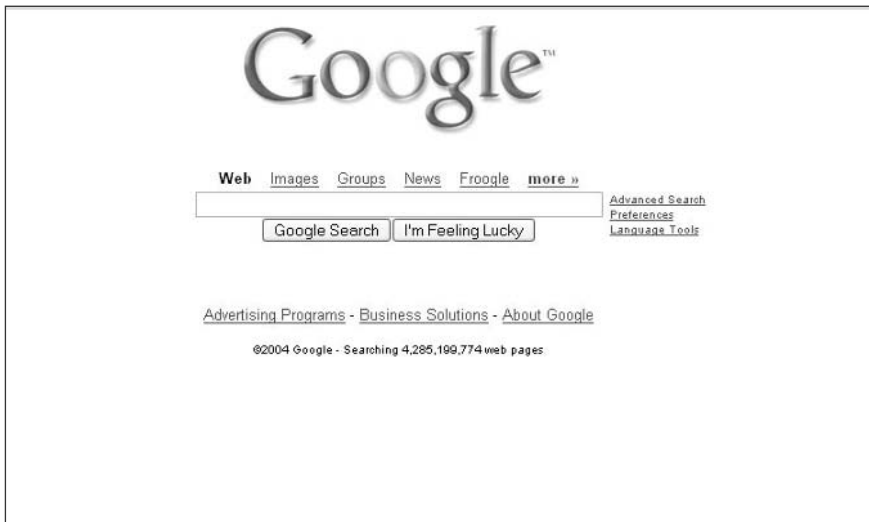 Google™
Web Images Groups News Froogle more »
Advanced Search
Preferences
Google Search I'm Feeling Lucky
Language Tools
Advertising Programs - Business Solutions - About Google
©2004 Google - Searching 4,285,199,774 web pages